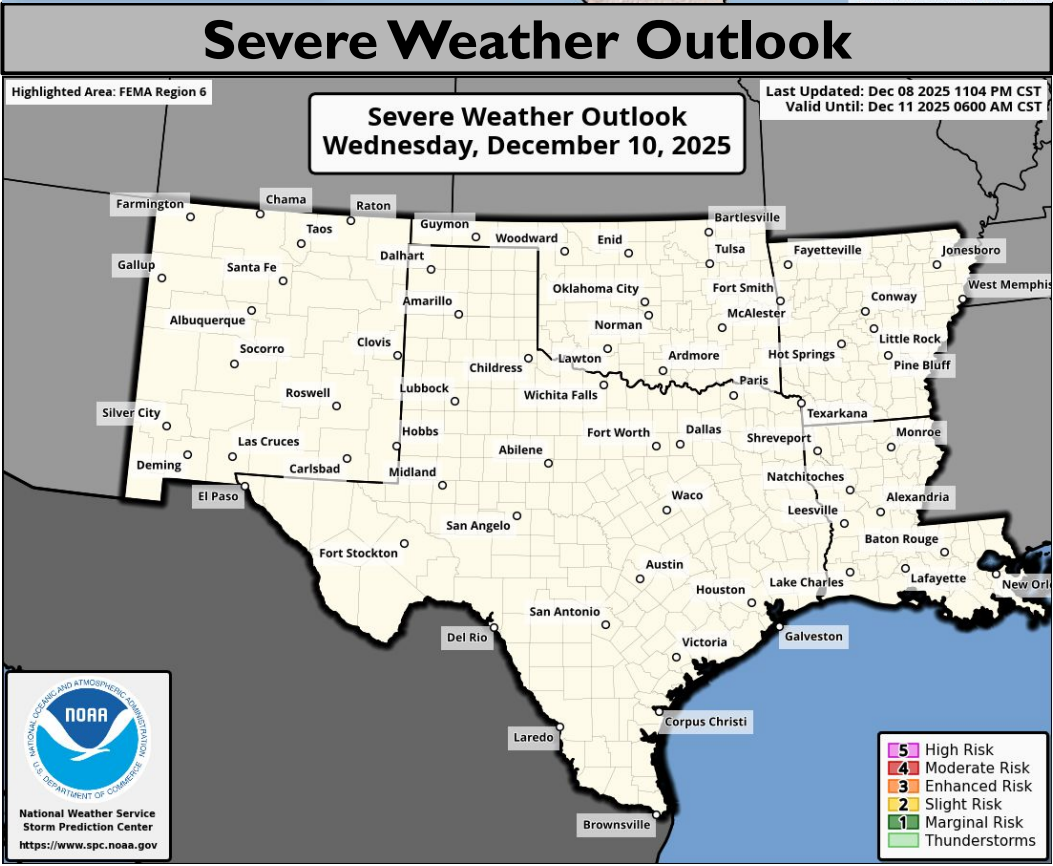 Severe Weather Outlook
Highlighted Area: FEMA Region 6
Last Updated: Dec 08 2025 1104 PM CST
Valid Until: Dec 11 2025 0600 AM CST
Severe Weather Outlook
Wednesday, December 10, 2025
Farmington
Chama
Raton
Taos
Guymon
Woodward
Enid
Bartlesville
Tulsa
Fayetteville
Jonesboro
Gallup
Santa Fe
Dalhart
Oklahoma City
Fort Smith
West Memphis
Albuquerque
Amarillo
Norman
McAlester
Conway
Socorro
Clovis
Childress
Lawton
Ardmore
Hot Springs
Little Rock
Pine Bluff
Roswell
Lubbock
Wichita Falls
Paris
Texarkana
Silver City
Las Cruces
Hobbs
Abilene
Fort Worth
Dallas
Shreveport
Monroe
Deming
Carlsbad
Midland
Natchitoches
El Paso
San Angelo
Waco
Leesville
Alexandria
Fort Stockton
Austin
Baton Rouge
Houston
Lake Charles
Lafayette
New Orl
Del Rio
San Antonio
Victoria
Galveston
Laredo
Corpus Christi
Brownsville
NATIONAL OCEANIC AND ATMOSPHERIC ADMINISTRATION
NOAA
U.S. DEPARTMENT OF COMMERCE
National Weather Service
Storm Prediction Center
https://www.spc.noaa.gov
5 High Risk
4 Moderate Risk
3 Enhanced Risk
2 Slight Risk
1 Marginal Risk
Thunderstorms